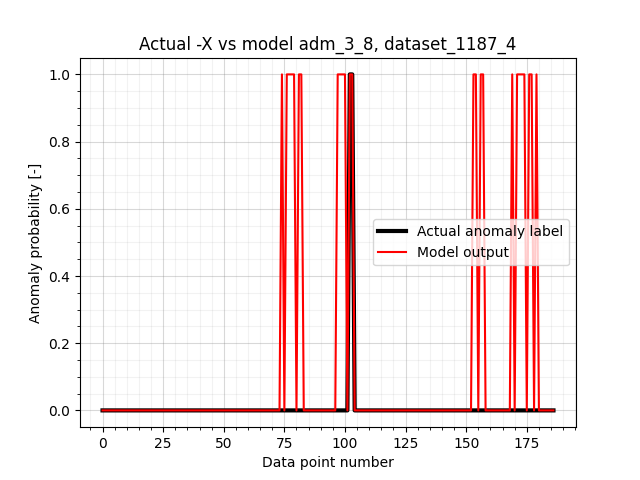 Actual -X vs model adm_3_8, dataset_1187_4
Anomaly probability [-]
1.0
0.8
0.6
0.4
0.2
0.0
Actual anomaly label
Model output
0 25 50 75 100 125 150 175
Data point number